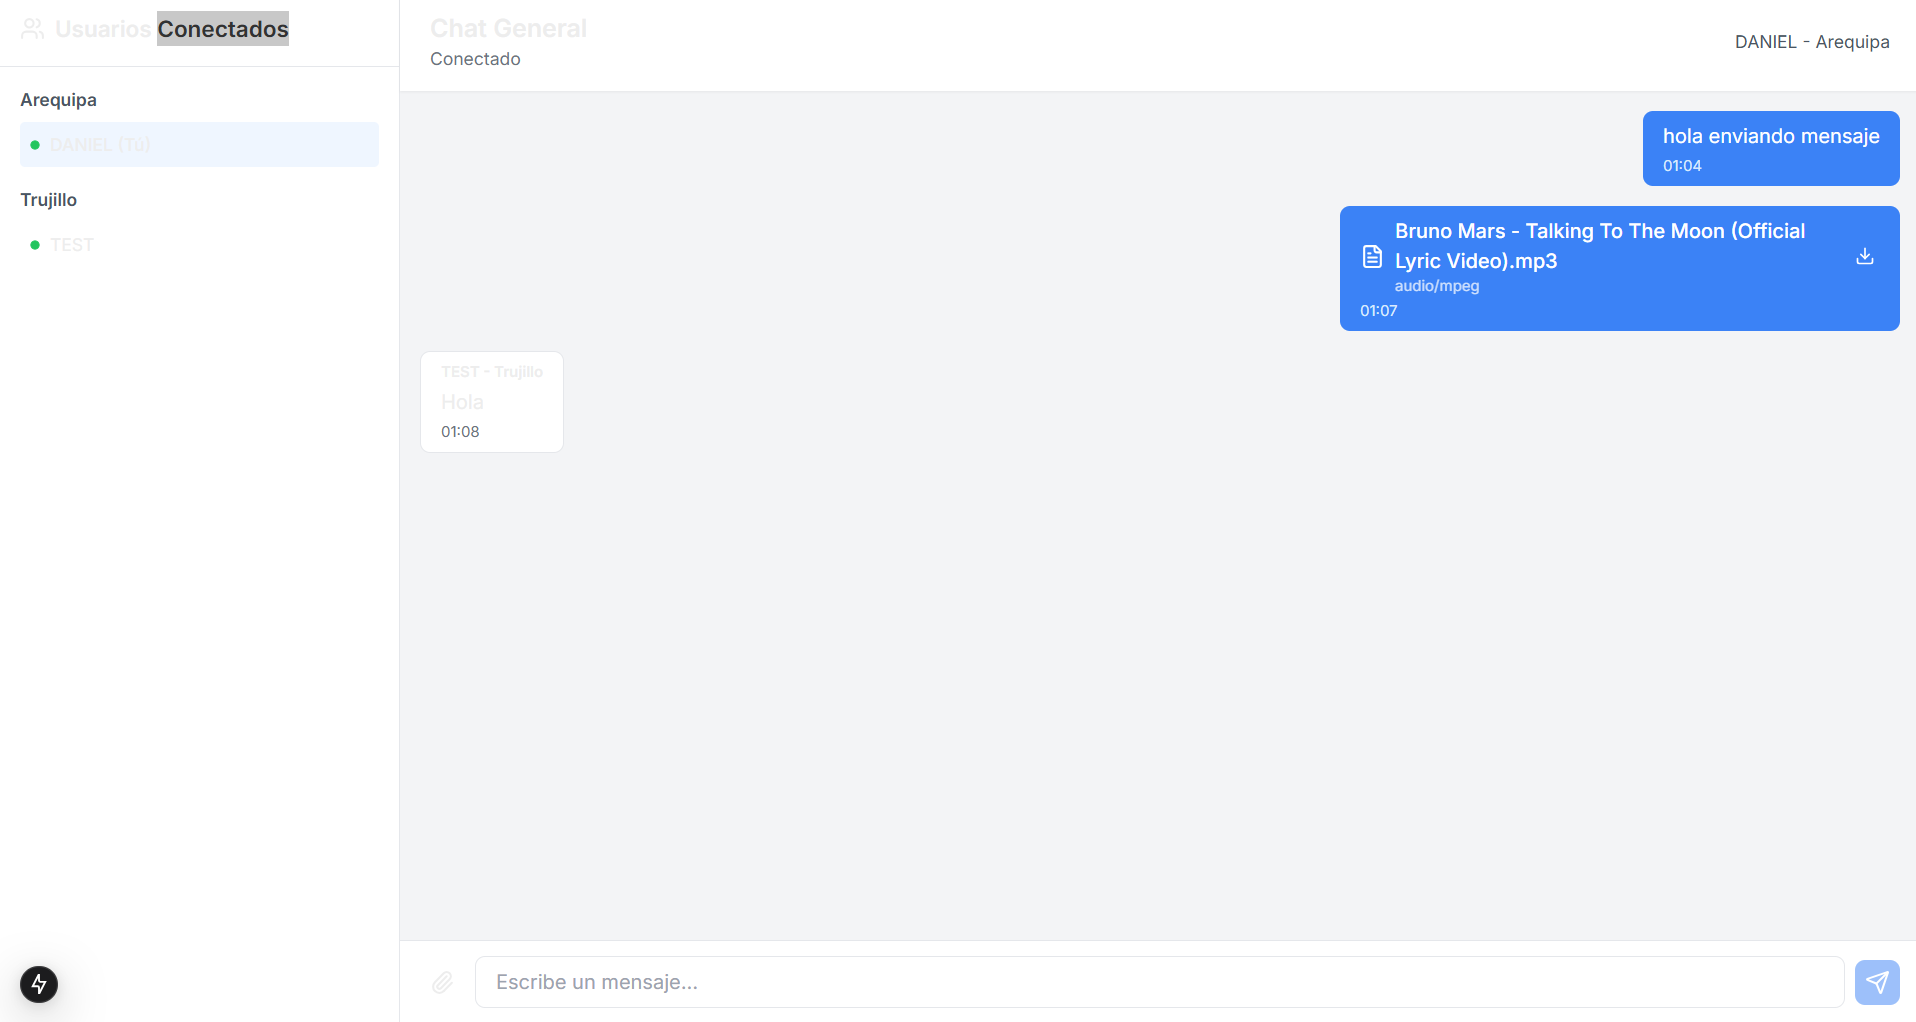 Usuarios Conectados
Arequipa
DANIEL (Tú)
Trujillo
TEST
Chat General
Conectado
DANIEL - Arequipa
hola enviando mensaje
01:04
Bruno Mars - Talking To The Moon (Official
Lyric Video).mp3
audio/mpeg
01:07
TEST - Trujillo
Hola
01:08
Escribe un mensaje...